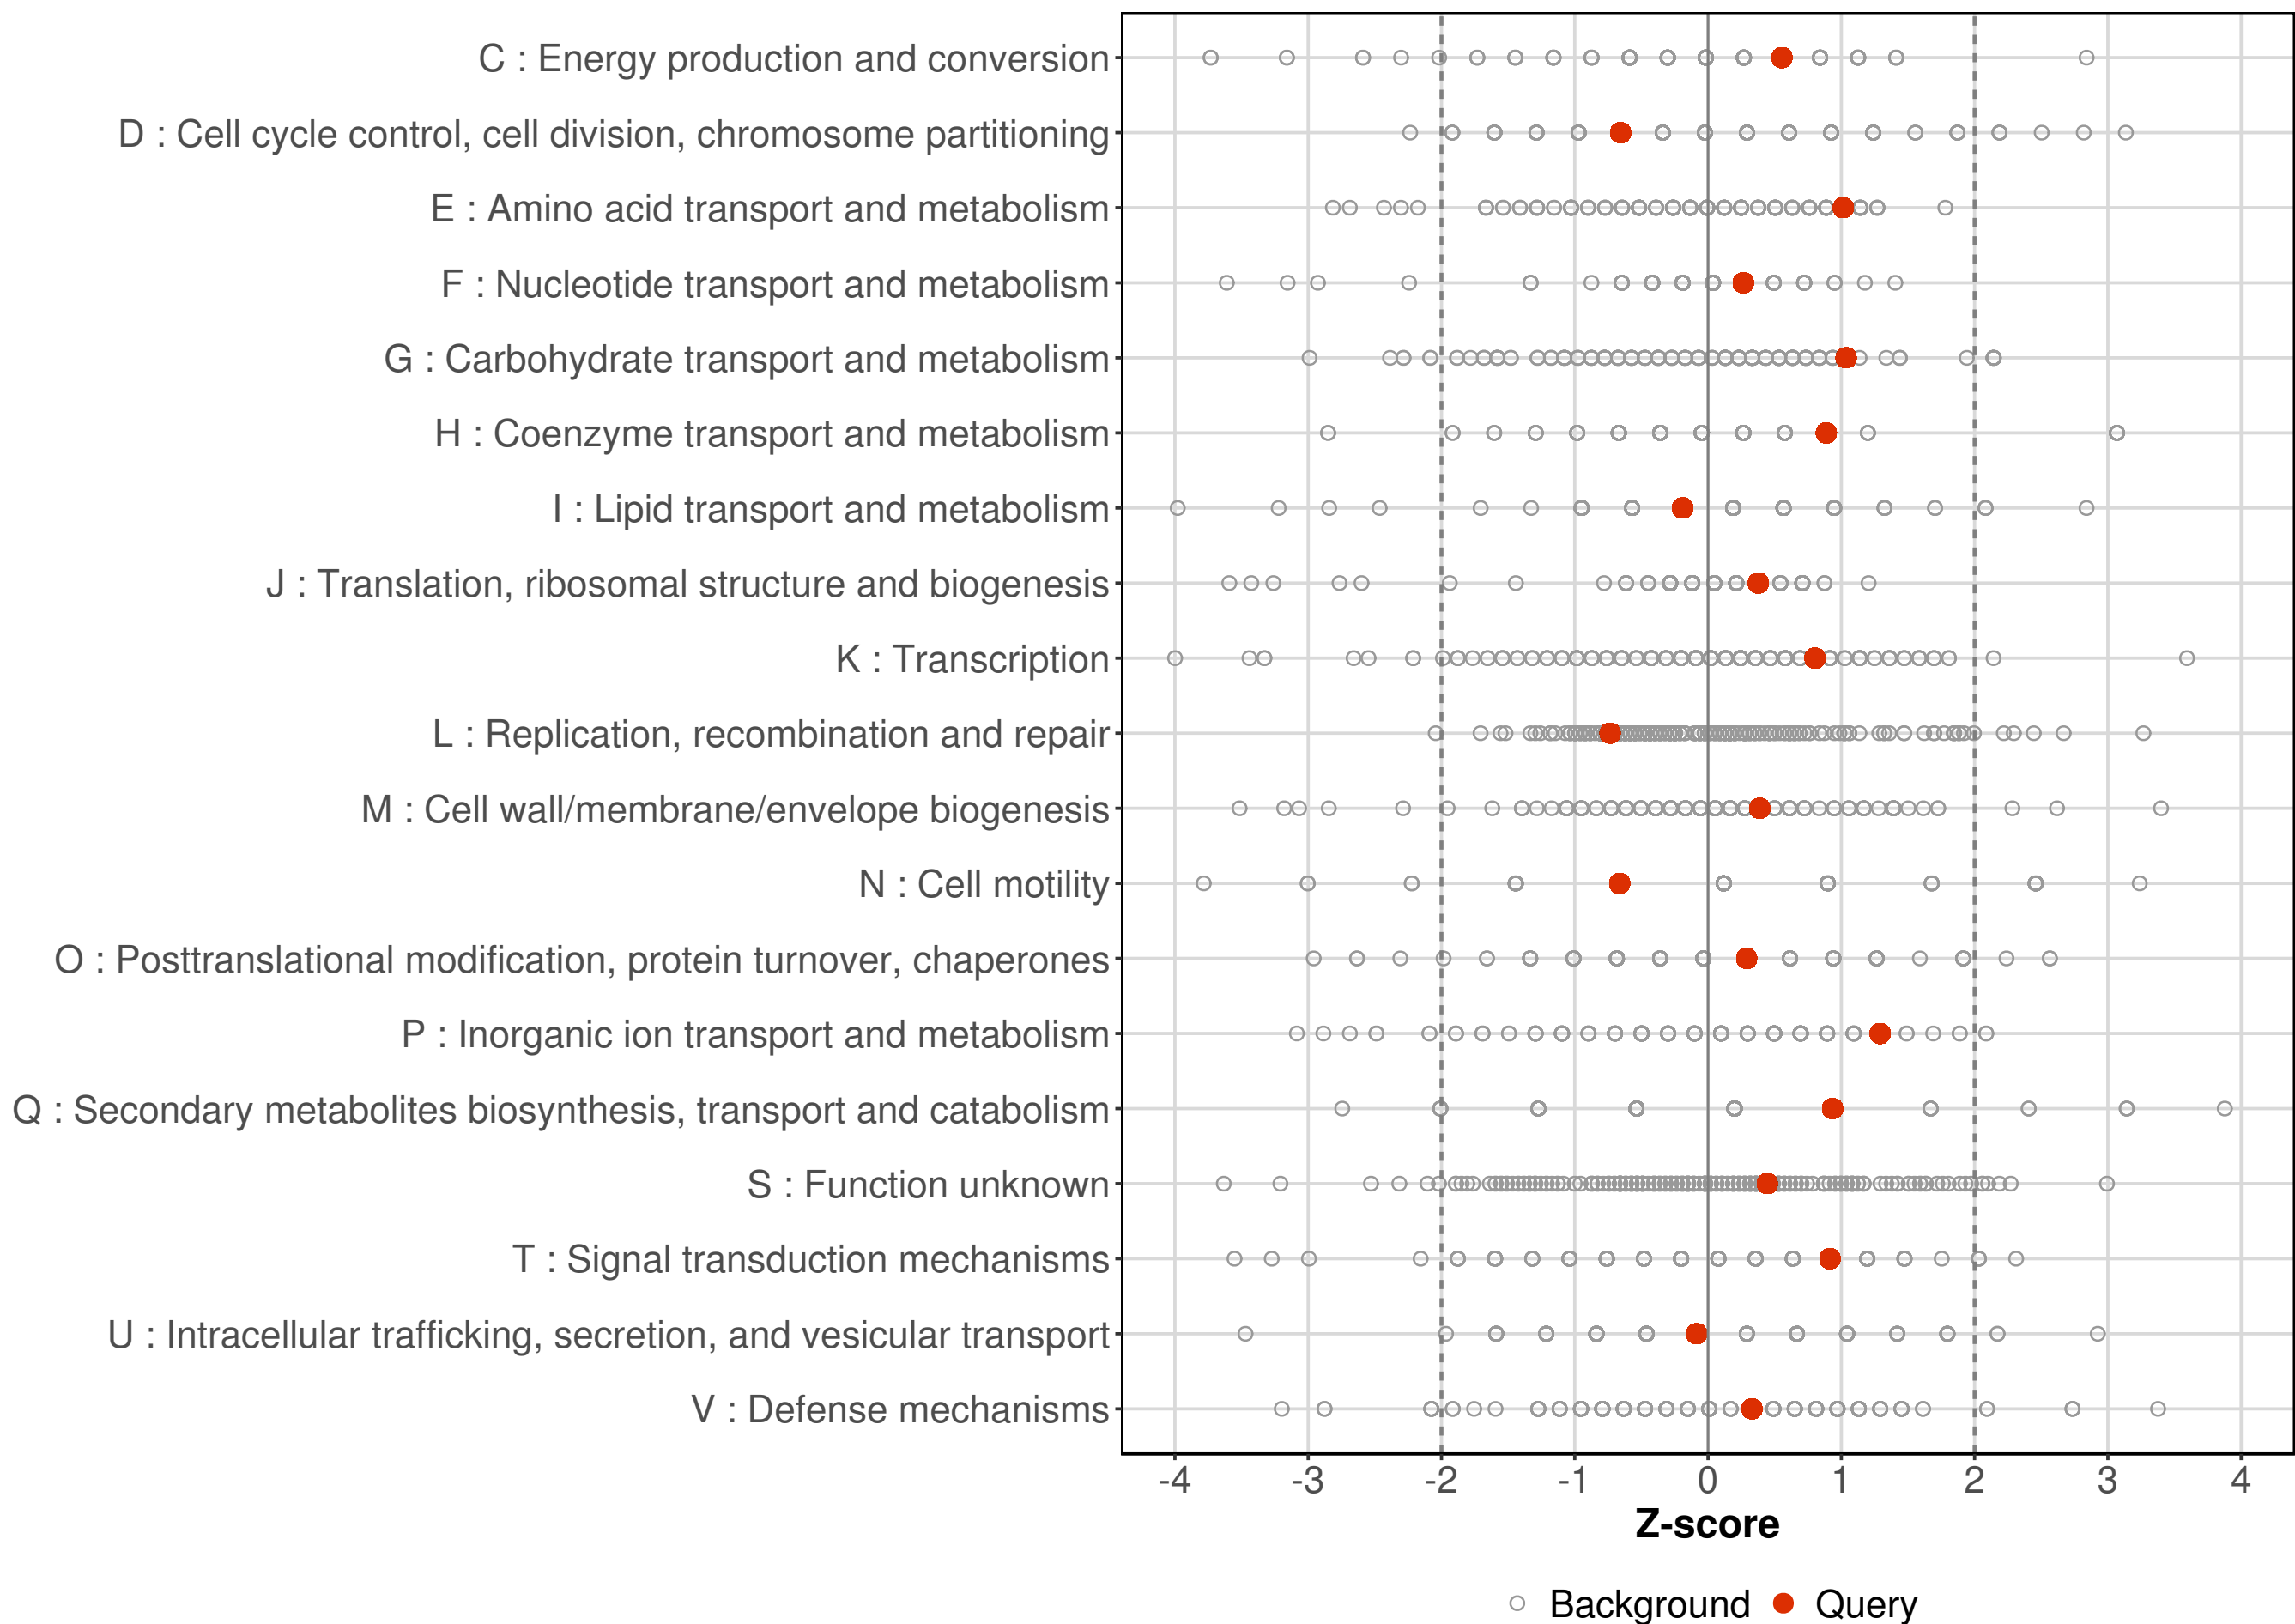 C : Energy production and conversion
D : Cell cycle control, cell division, chromosome partitioning
E : Amino acid transport and metabolism
F : Nucleotide transport and metabolism
G : Carbohydrate transport and metabolism
H : Coenzyme transport and metabolism
I : Lipid transport and metabolism
J : Translation, ribosomal structure and biogenesis
K : Transcription
L : Replication, recombination and repair
M : Cell wall/membrane/envelope biogenesis
N : Cell motility
O : Posttranslational modification, protein turnover, chaperones
P : Inorganic ion transport and metabolism
Q : Secondary metabolites biosynthesis, transport and catabolism
S : Function unknown
T : Signal transduction mechanisms
U : Intracellular trafficking, secretion, and vesicular transport
V : Defense mechanisms
-4 -3 -2 -1 0 1 2 3 4
Z-score
Background Query